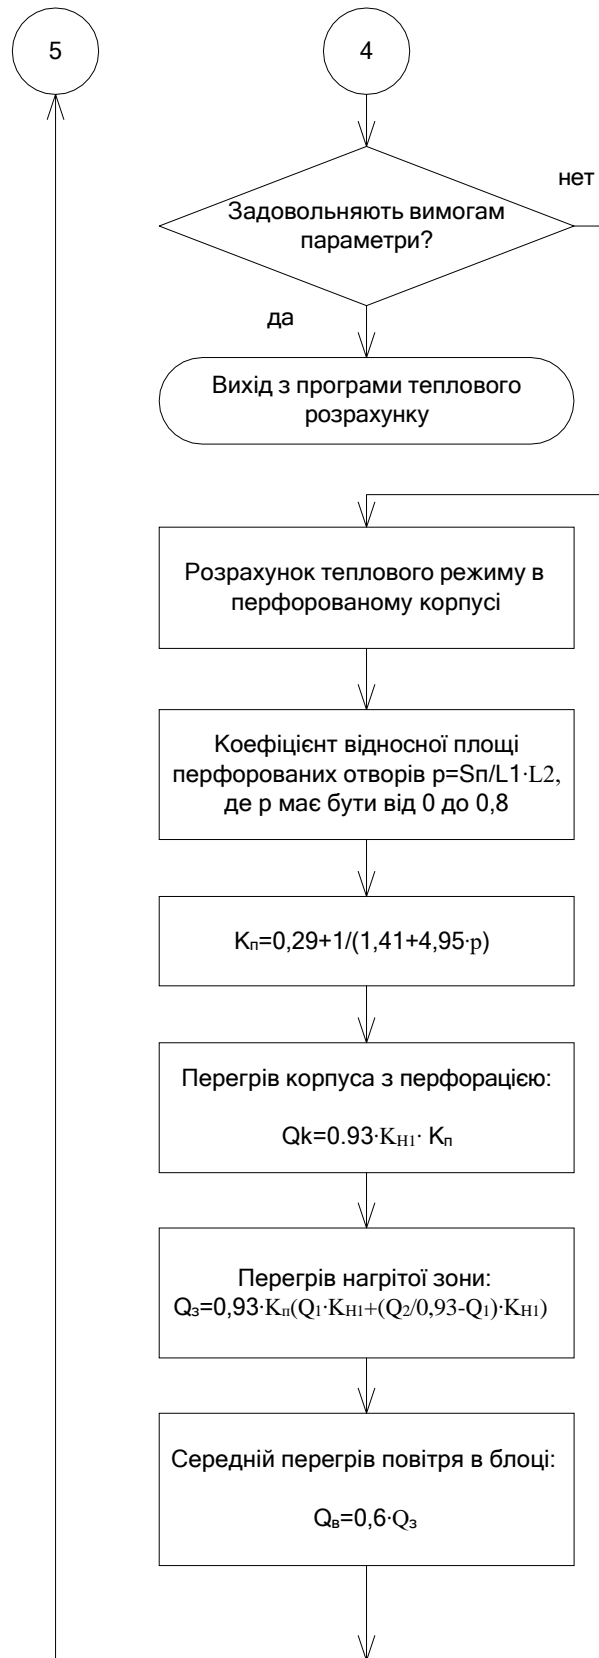 5
4
нет
Задовольняють вимогам
параметри?
да
Вихід з програми теплового
розрахунку
Розрахунок теплового режиму в
перфорованому корпусі
Коефіцієнт відносної площі
перфорованих отворів р=Sп/L1·L2,
де р має бути від 0 до 0,8
Kп=0,29+1/(1,41+4,95·p)
Перегрів корпуса з перфорацією:
Qk=0.93·KН1· Kп
Перегрів нагрітої зони:
Qз=0,93·Kп(Q1·KН1+(Q2/0,93-Q1)·KН1)
Середній перегрів повітря в блоці:
Qв=0,6·Qз